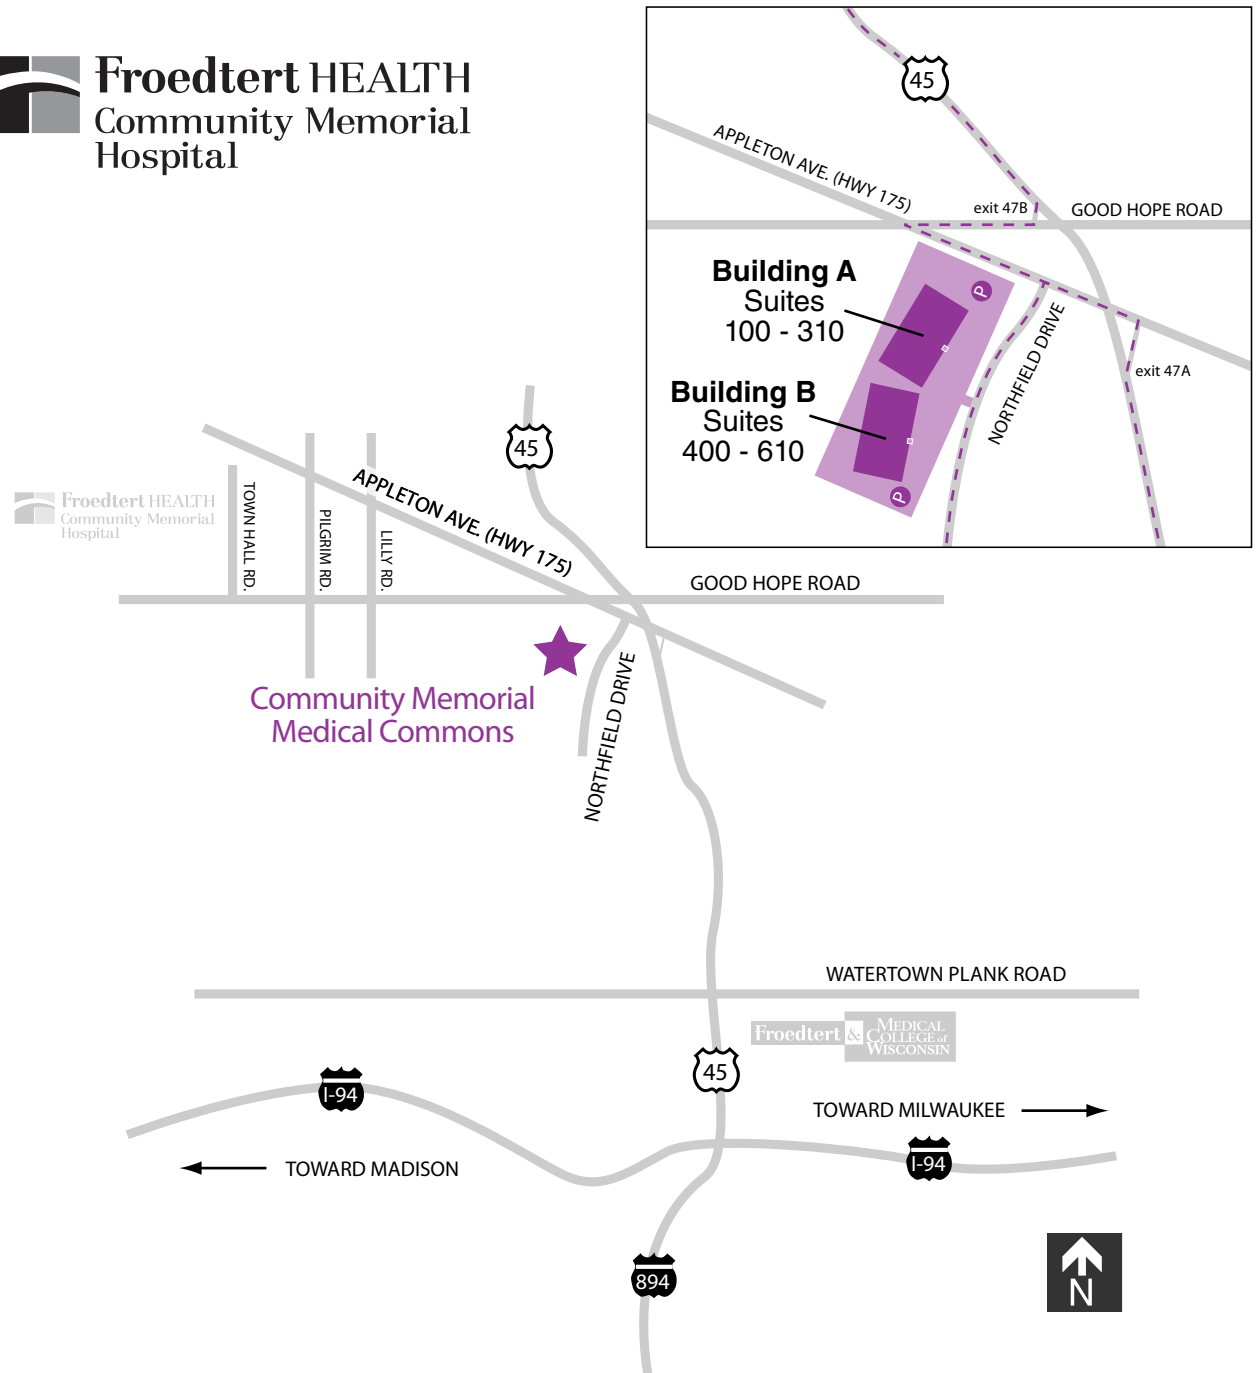 Froedtert HEALTH
Community Memorial
Hospital
45
APPLETON AVE. (HWY 175)
exit 47B
GOOD HOPE ROAD
Building A
Suites
100 - 310
P
NORTHFIELD DRIVE
exit 47A
Building B
Suites
400 - 610
P
45
APPLETON AVE. (HWY 175)
Froedtert HEALTH
Community Memorial
Hospital
TOWN HALL RD.
PILGRIM RD.
LILLY RD.
GOOD HOPE ROAD
Community Memorial
Medical Commons
NORTHFIELD DRIVE
WATERTOWN PLANK ROAD
Froedtert & MEDICAL
COLLEGE of
WISCONSIN
45
I-94
TOWARD MILWAUKEE
I-94
TOWARD MADISON
894
N